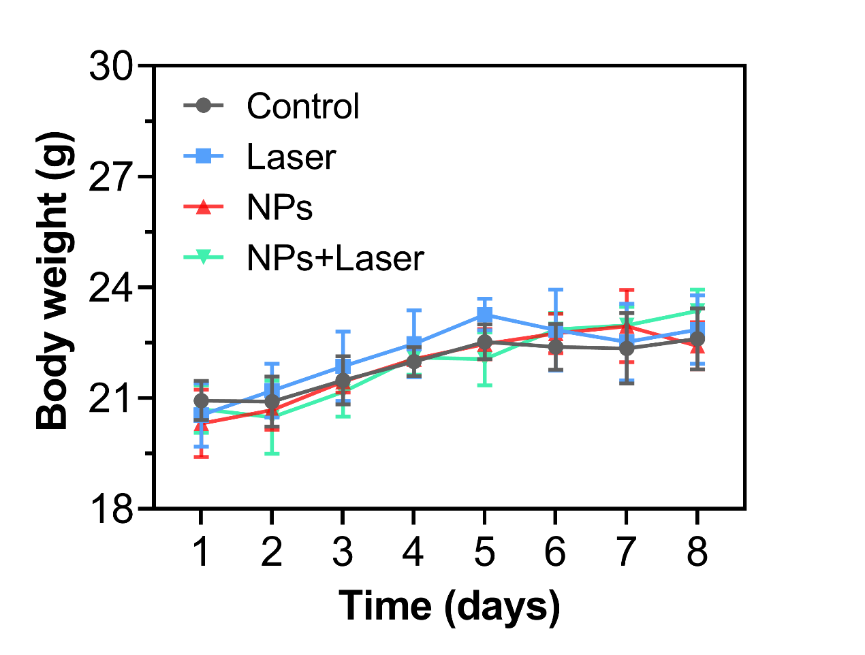 30
27
24
21
18
Body weight (g)
Control
Laser
NPs
NPs+Laser
1 2 3 4 5 6 7 8
Time (days)